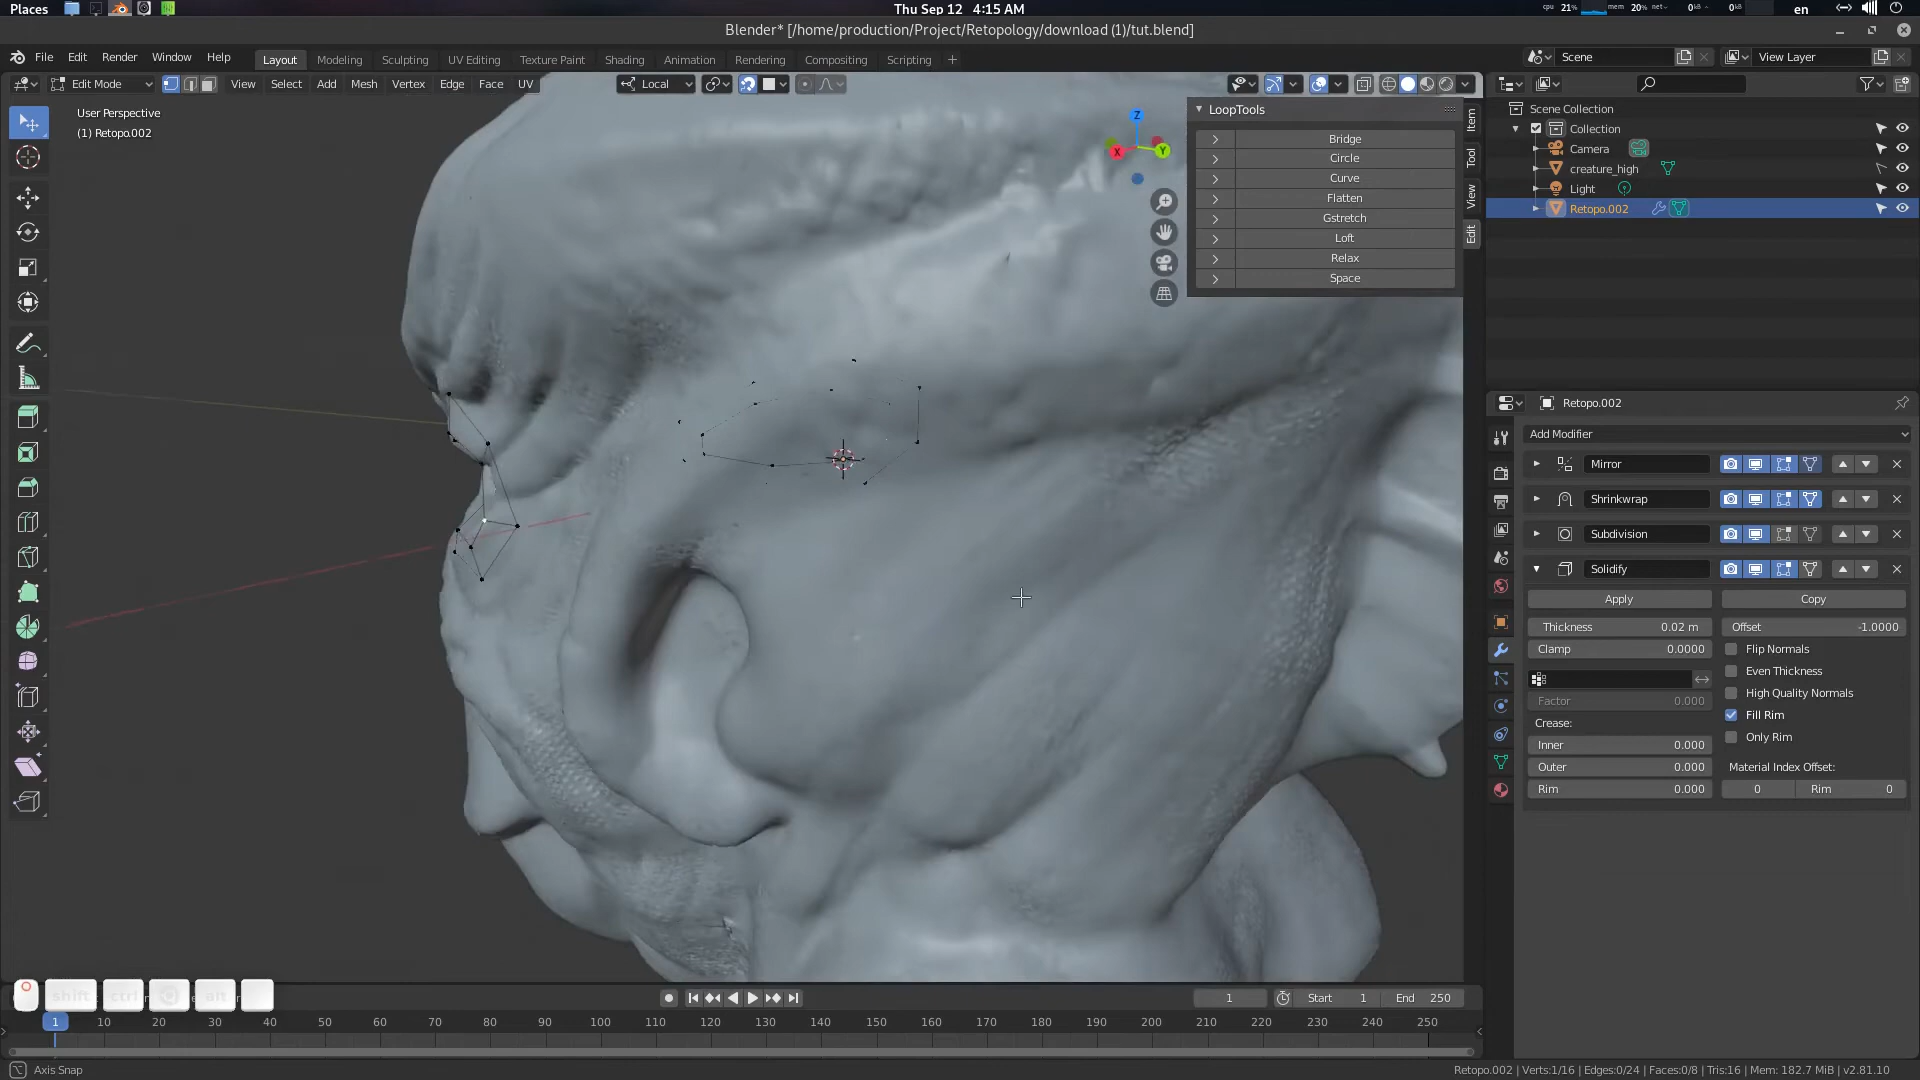 Places
Thu Sep 12 4:15 AM
cpu 21%
mem 20%
net
0kB
0kB
en
Blender* [/home/production/Project/Retopology/download (1)/tut.blend]
File Edit Render Window Help
Layout Modeling Sculpting UV Editing Texture Paint Shading Animation Rendering Compositing Scripting +
Scene
View Layer
Edit Mode
View Select Add Mesh Vertex Edge Face UV
Local
User Perspective
(1) Retopo.002
LoopTools
Bridge
Circle
Curve
Flatten
Gstretch
Loft
Relax
Space
Item
Tool
View
Edit
Z
X
Y
Scene Collection
Collection
Camera
creature_high
Light
Retopo.002
Retopo.002
Add Modifier
Mirror
Shrinkwrap
Subdivision
Solidify
Apply Copy
Thickness 0.02 m Offset -1.0000
Clamp 0.0000 Flip Normals
Even Thickness
High Quality Normals
Factor 0.000
Crease: Fill Rim
Only Rim
Inner 0.000
Outer 0.000 Material Index Offset:
Rim 0.000 0 Rim 0
shift ctrl alt
1 Start 1 End 250
1 10 20 30 40 50 60 70 80 90 100 110 120 130 140 150 160 170 180 190 200 210 220 230 240 250
Axis Snap
Retopo.002 | Verts:1/16 | Edges:0/24 | Faces:0/8 | Tris:16 | Mem: 182.7 MiB | v2.81.10